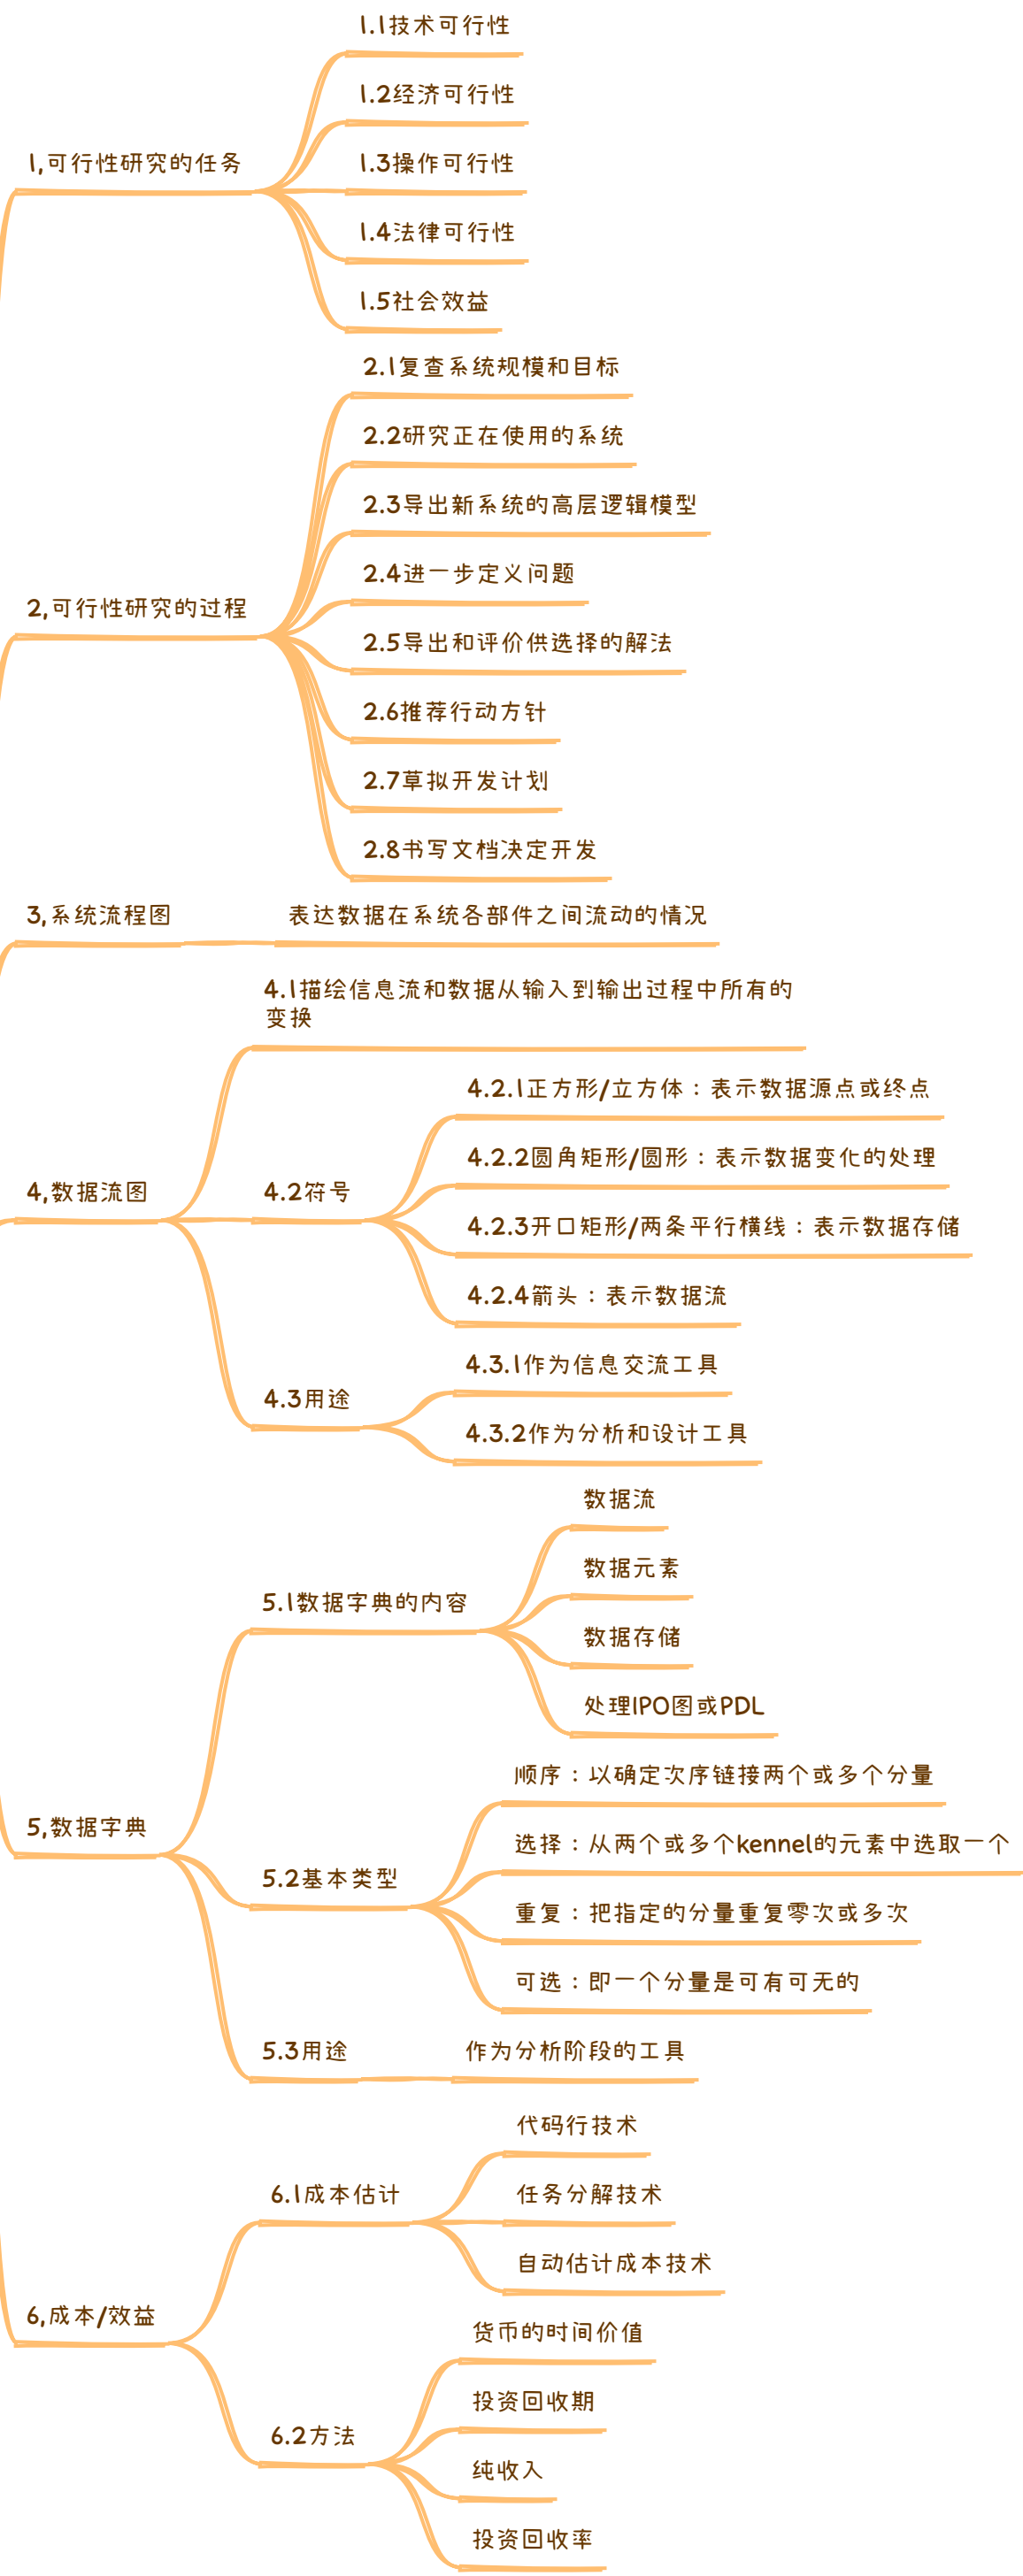 1.1技术可行性
1.2经济可行性
1,可行性研究的任务
1.3操作可行性
1.4法律可行性
1.5社会效益
2.1复查系统规模和目标
2.2研究正在使用的系统
2.3导出新系统的高层逻辑模型
2.4进一步定义问题
2,可行性研究的过程
2.5导出和评价供选择的解法
2.6推荐行动方针
2.7草拟开发计划
2.8书写文档决定开发
3,系统流程图
表达数据在系统各部件之间流动的情况
4.1描绘信息流和数据从输入到输出过程中所有的
变换
4.2.1正方形/立方体：表示数据源点或终点
4.2.2圆角矩形/圆形：表示数据变化的处理
4,数据流图
4.2符号
4.2.3开口矩形/两条平行横线：表示数据存储
4.2.4箭头：表示数据流
4.3.1作为信息交流工具
4.3用途
4.3.2作为分析和设计工具
数据流
数据元素
5.1数据字典的内容
数据存储
处理IPO图或PDL
顺序：以确定次序链接两个或多个分量
5,数据字典
选择：从两个或多个kennel的元素中选取一个
5.2基本类型
重复：把指定的分量重复零次或多次
可选：即一个分量是可有可无的
5.3用途
作为分析阶段的工具
代码行技术
6.1成本估计
任务分解技术
自动估计成本技术
6,成本/效益
货币的时间价值
投资回收期
6.2方法
纯收入
投资回收率